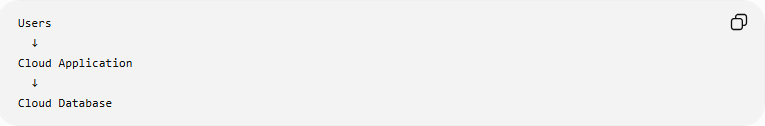 Users
↓
Cloud Application
↓
Cloud Database